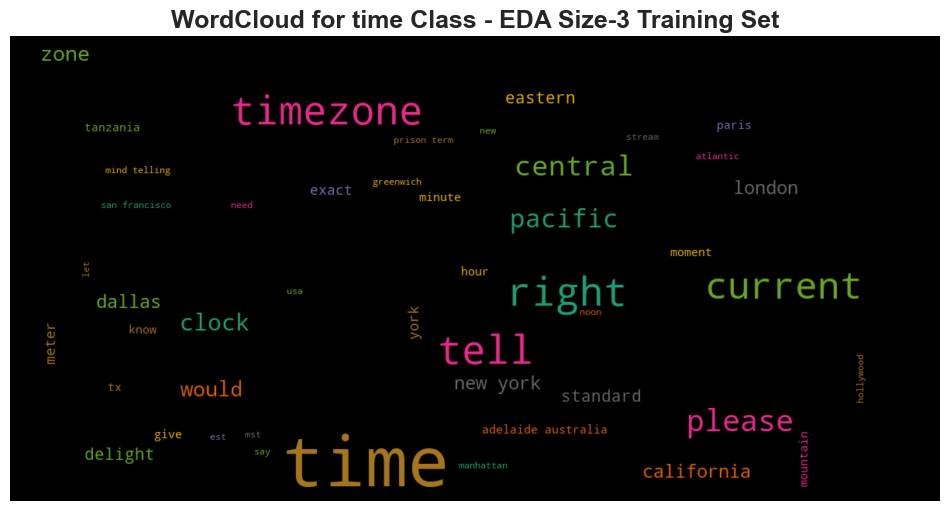 WordCloud for time Class - EDA Size-3 Training Set
zone
timezone
eastern
tanzania
prison term
new
stream
paris
mind telling
central
atlantic
exact
greenwich
minute
london
san francisco
need
pacific
moment
let
hour
usa
right
current
dallas
noon
clock
know
york
meter
tell
new york
standard
hollywood
tx
would
please
give
est
mst
adelaide australia
mountain
delight
say
time
manhattan
california